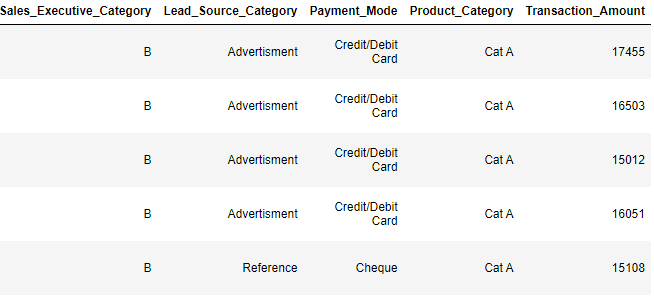 Sales_Executive_Category Lead_Source_Category Payment_Mode Product_Category Transaction_Amount
B Advertisment Credit/Debit Card Cat A 17455
B Advertisment Credit/Debit Card Cat A 16503
B Advertisment Credit/Debit Card Cat A 15012
B Advertisment Credit/Debit Card Cat A 16051
B Reference Cheque Cat A 15108